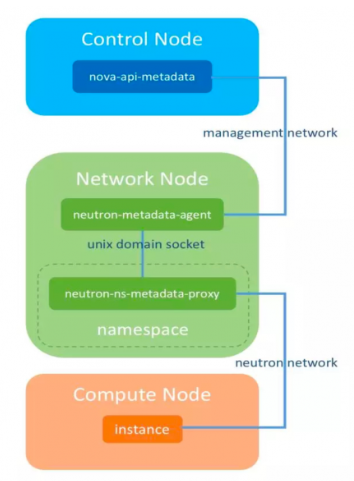 Control Node
nova-api-metadata
management network
Network Node
neutron-metadata-agent
unix domain socket
neutron-ns-metadata-proxy
namespace
neutron network
Compute Node
instance